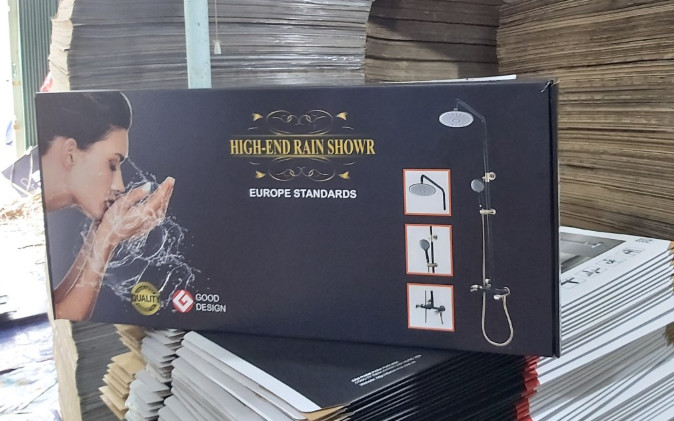 HIGH-END RAIN SHOWR
EUROPE STANDARDS
QUALITY
GOOD
DESIGN